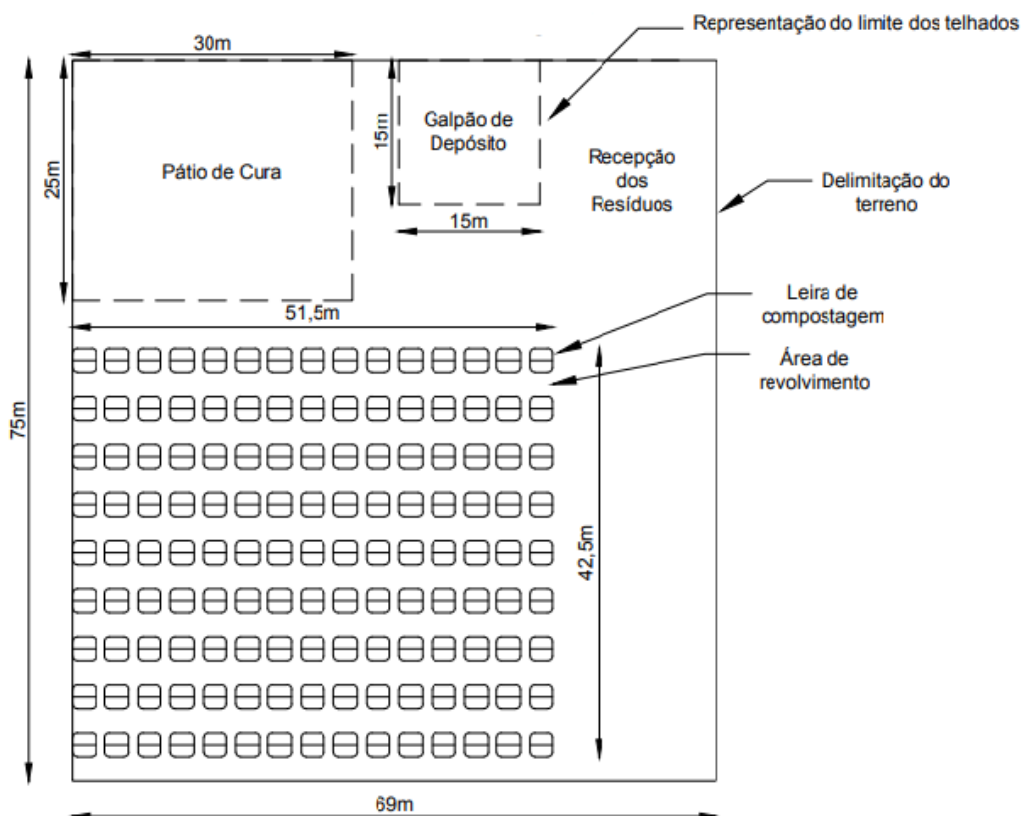 Representação do limite dos telhados
30m
Galpão de
Depósito
15m
Pátio de Cura
25m
Recepção
dos
Resíduos
Delimitação do
terreno
15m
51,5m
Leira de
compostagem
Área de
revolvimento
75m
42,5m
69m